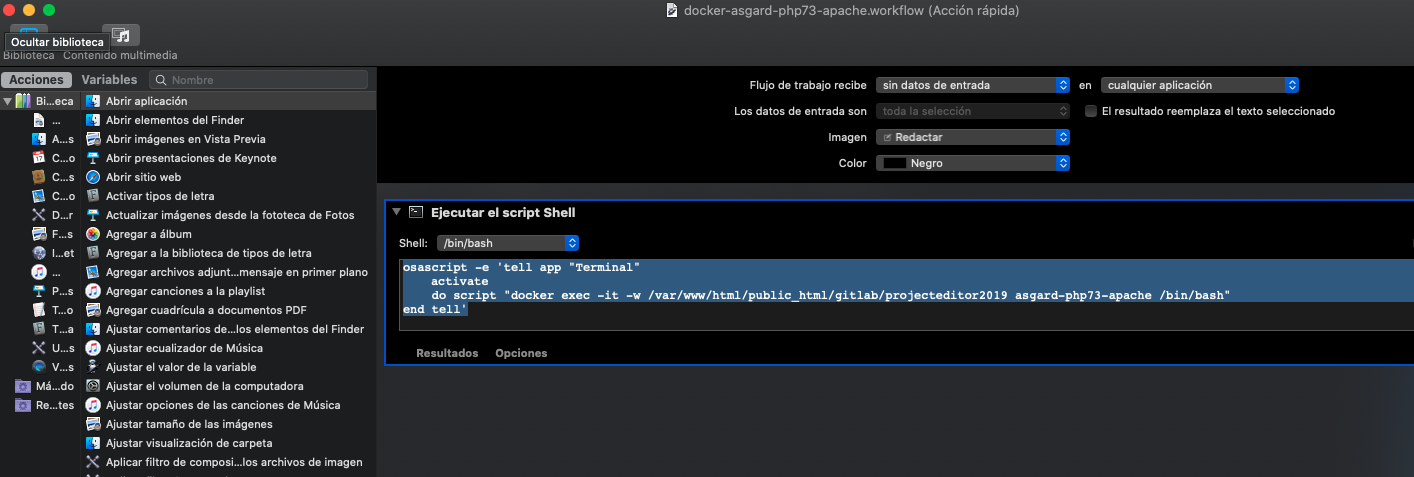 docker-asgard-php73-apache.workflow (Acción rápida)
Ocultar biblioteca
Biblioteca Contenido multimedia
Acciones Variables Nombre
Bi...eca
...
A...s
C...o
C...s
C...o
D...r
F...s
I...et
...
P...s
T...o
T...a
U...s
V...s
Má...do
Re...tes
Abrir aplicación
Abrir elementos del Finder
Abrir imágenes en Vista Previa
Abrir presentaciones de Keynote
Abrir sitio web
Activar tipos de letra
Actualizar imágenes desde la fototeca de Fotos
Agregar a álbum
Agregar a la biblioteca de tipos de letra
Agregar archivos adjunt...mensaje en primer plano
Agregar canciones a la playlist
Agregar cuadrícula a documentos PDF
Ajustar comentarios de...los elementos del Finder
Ajustar ecualizador de Música
Ajustar el valor de la variable
Ajustar el volumen de la computadora
Ajustar opciones de las canciones de Música
Ajustar tamaño de las imágenes
Ajustar visualización de carpeta
Aplicar filtro de composi...los archivos de imagen
Flujo de trabajo recibe sin datos de entrada en cualquier aplicación
Los datos de entrada son toda la selección El resultado reemplaza el texto seleccionado
Imagen Redactar
Color Negro
Ejecutar el script Shell
Shell: /bin/bash
osascript -e 'tell app "Terminal"
activate
do script "docker exec -it -w /var/www/html/public_html/gitlab/projecteditor2019 asgard-php73-apache /bin/bash"
end tell'
Resultados Opciones